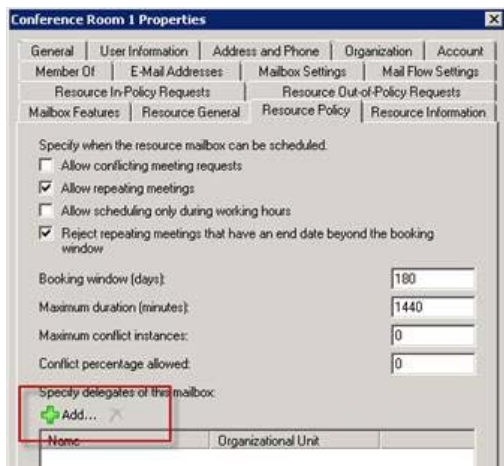 Conference Room 1 Properties
General User Information Address and Phone Organization Account
Member Of E-Mail Addresses Mailbox Settings Mail Flow Settings
Resource In-Policy Requests Resource Out-of-Policy Requests
Mailbox Features Resource General Resource Policy Resource Information
Specify when the resource mailbox can be scheduled.
Allow conflicting meeting requests
Allow repeating meetings
Allow scheduling only during working hours
Reject repeating meetings that have an end date beyond the booking
window
Booking window (days): 180
Maximum duration (minutes): 1440
Maximum conflict instances: 0
Conflict percentage allowed: 0
Specify delegates of this mailbox:
Add...
Name Organizational Unit